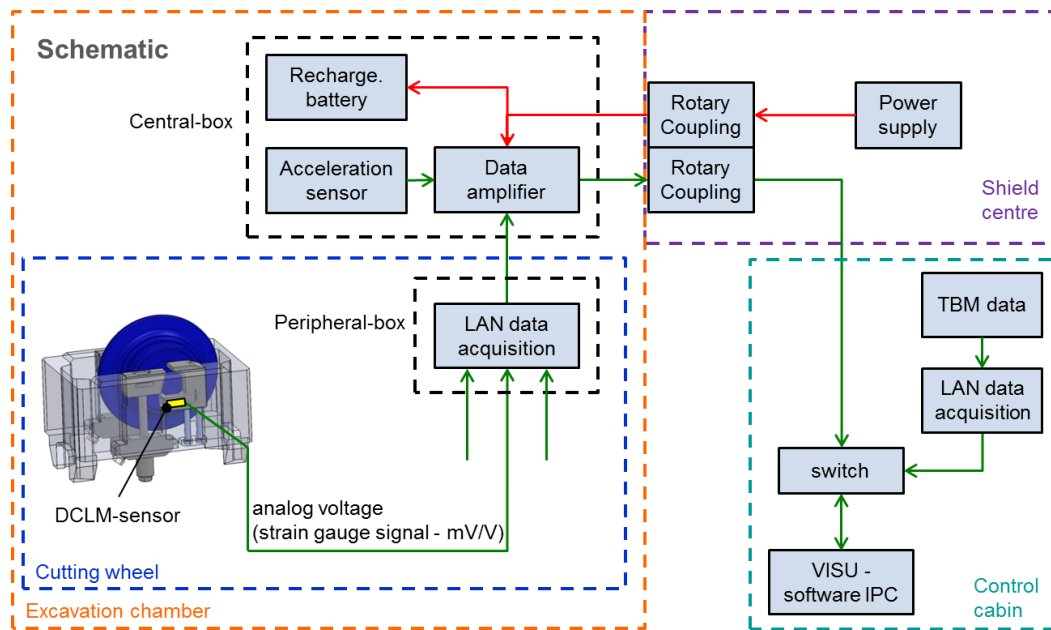 Schematic
Central-box
Recharge.
battery
Acceleration
sensor
Data
amplifier
Rotary
Coupling
Rotary
Coupling
Power
supply
Shield
centre
Peripheral-box
LAN data
acquisition
DCLM-sensor
analog voltage
(strain gauge signal - mV/V)
Cutting wheel
Excavation chamber
TBM data
LAN data
acquisition
switch
VISU -
software IPC
Control
cabin